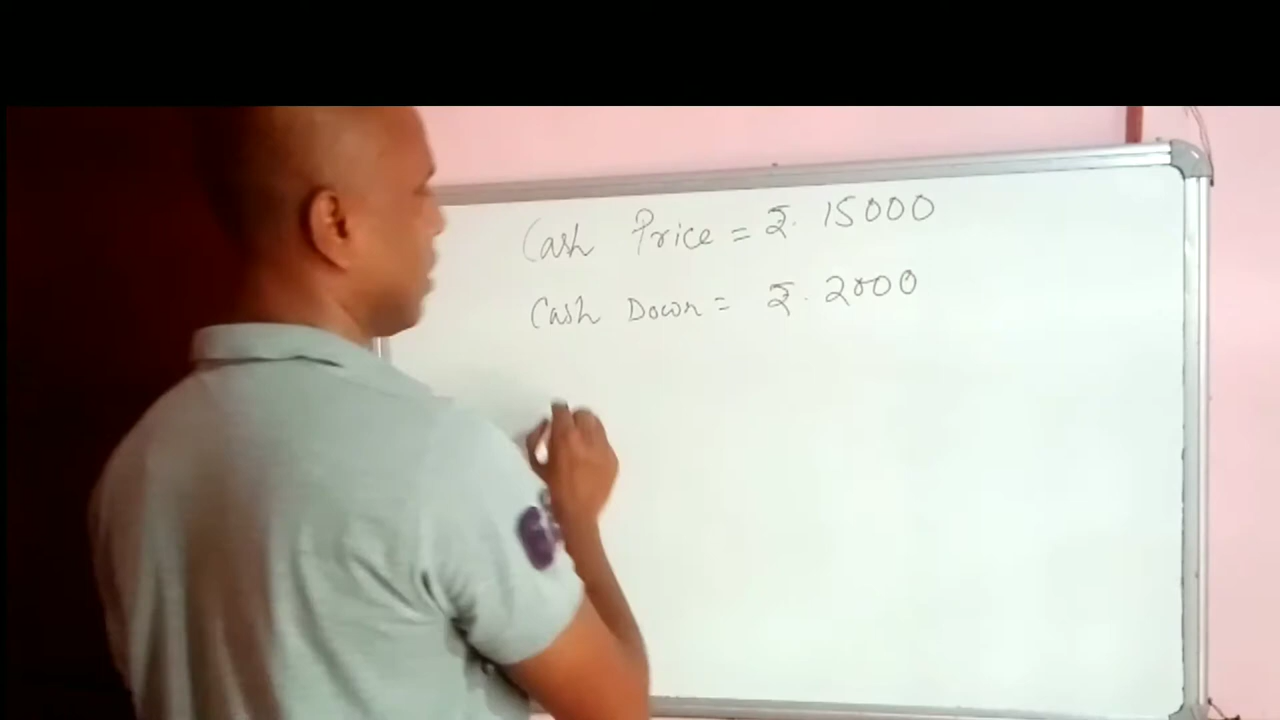 Cash Price = ₹. 15000
Cash Down = ₹. 2000